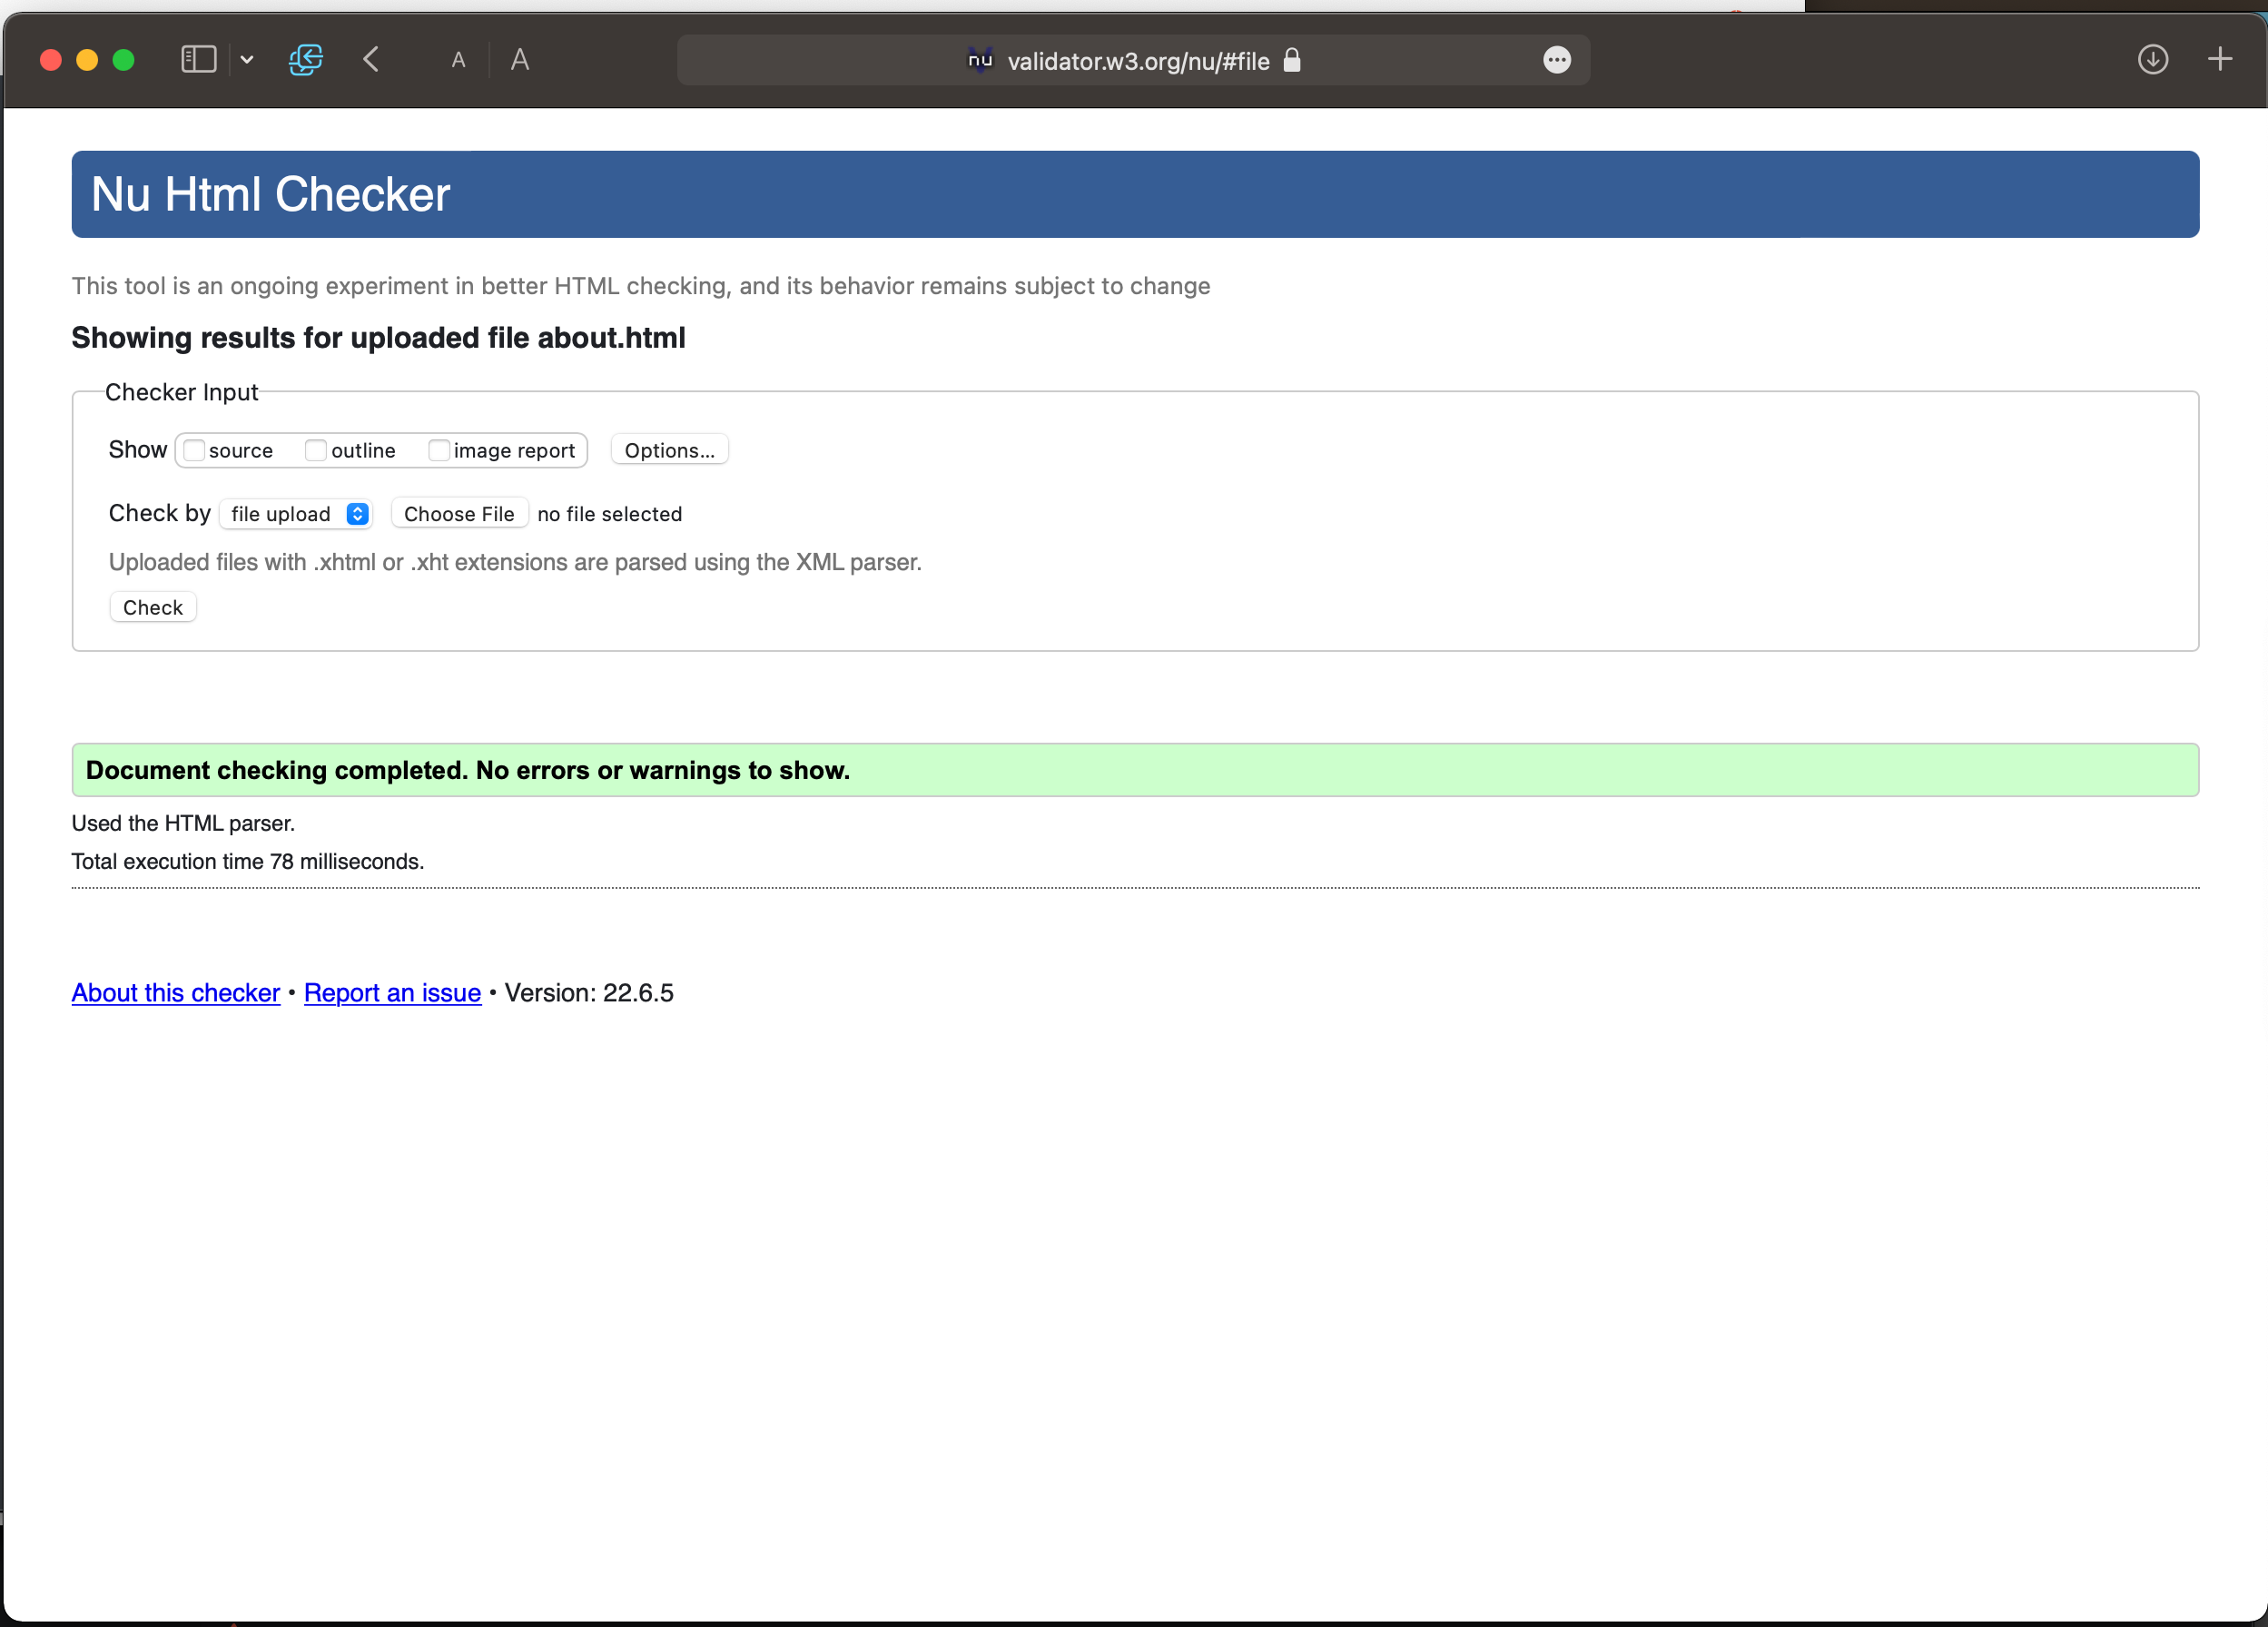 A A nu validator.w3.org/nu/#file
Nu Html Checker
This tool is an ongoing experiment in better HTML checking, and its behavior remains subject to change
Showing results for uploaded file about.html
Checker Input
Show source outline image report Options...
Check by file upload Choose File no file selected
Uploaded files with .xhtml or .xht extensions are parsed using the XML parser.
Check
Document checking completed. No errors or warnings to show.
Used the HTML parser.
Total execution time 78 milliseconds.
About this checker • Report an issue • Version: 22.6.5